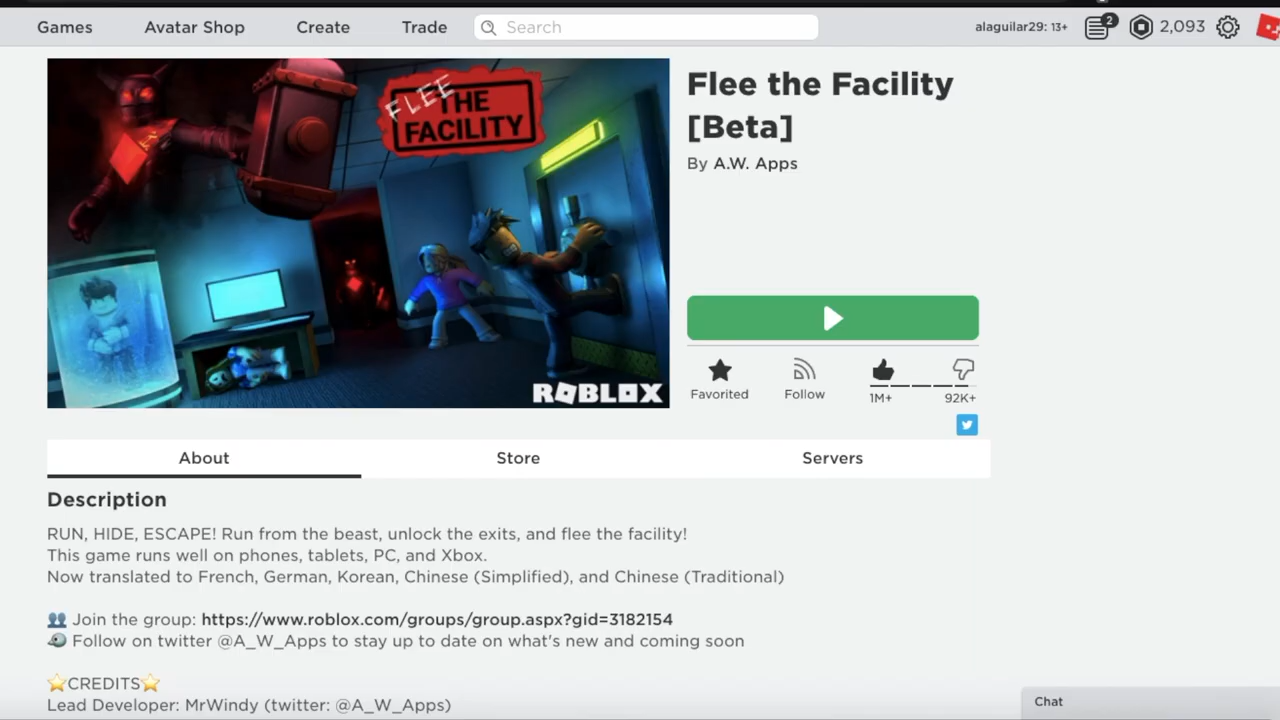 Games Avatar Shop Create Trade Search alaguilar29: 13+ 2 2,093
FLEE
THE
FACILITY
ROBLOX
Flee the Facility
[Beta]
By A.W. Apps
Favorited Follow 1M+ 92K+
About Store Servers
Description
RUN, HIDE, ESCAPE! Run from the beast, unlock the exits, and flee the facility!
This game runs well on phones, tablets, PC, and Xbox.
Now translated to French, German, Korean, Chinese (Simplified), and Chinese (Traditional)
👥 Join the group: https://www.roblox.com/groups/group.aspx?gid=3182154
🐦 Follow on twitter @A_W_Apps to stay up to date on what's new and coming soon
⭐CREDITS⭐
Lead Developer: MrWindy (twitter: @A_W_Apps)
Chat